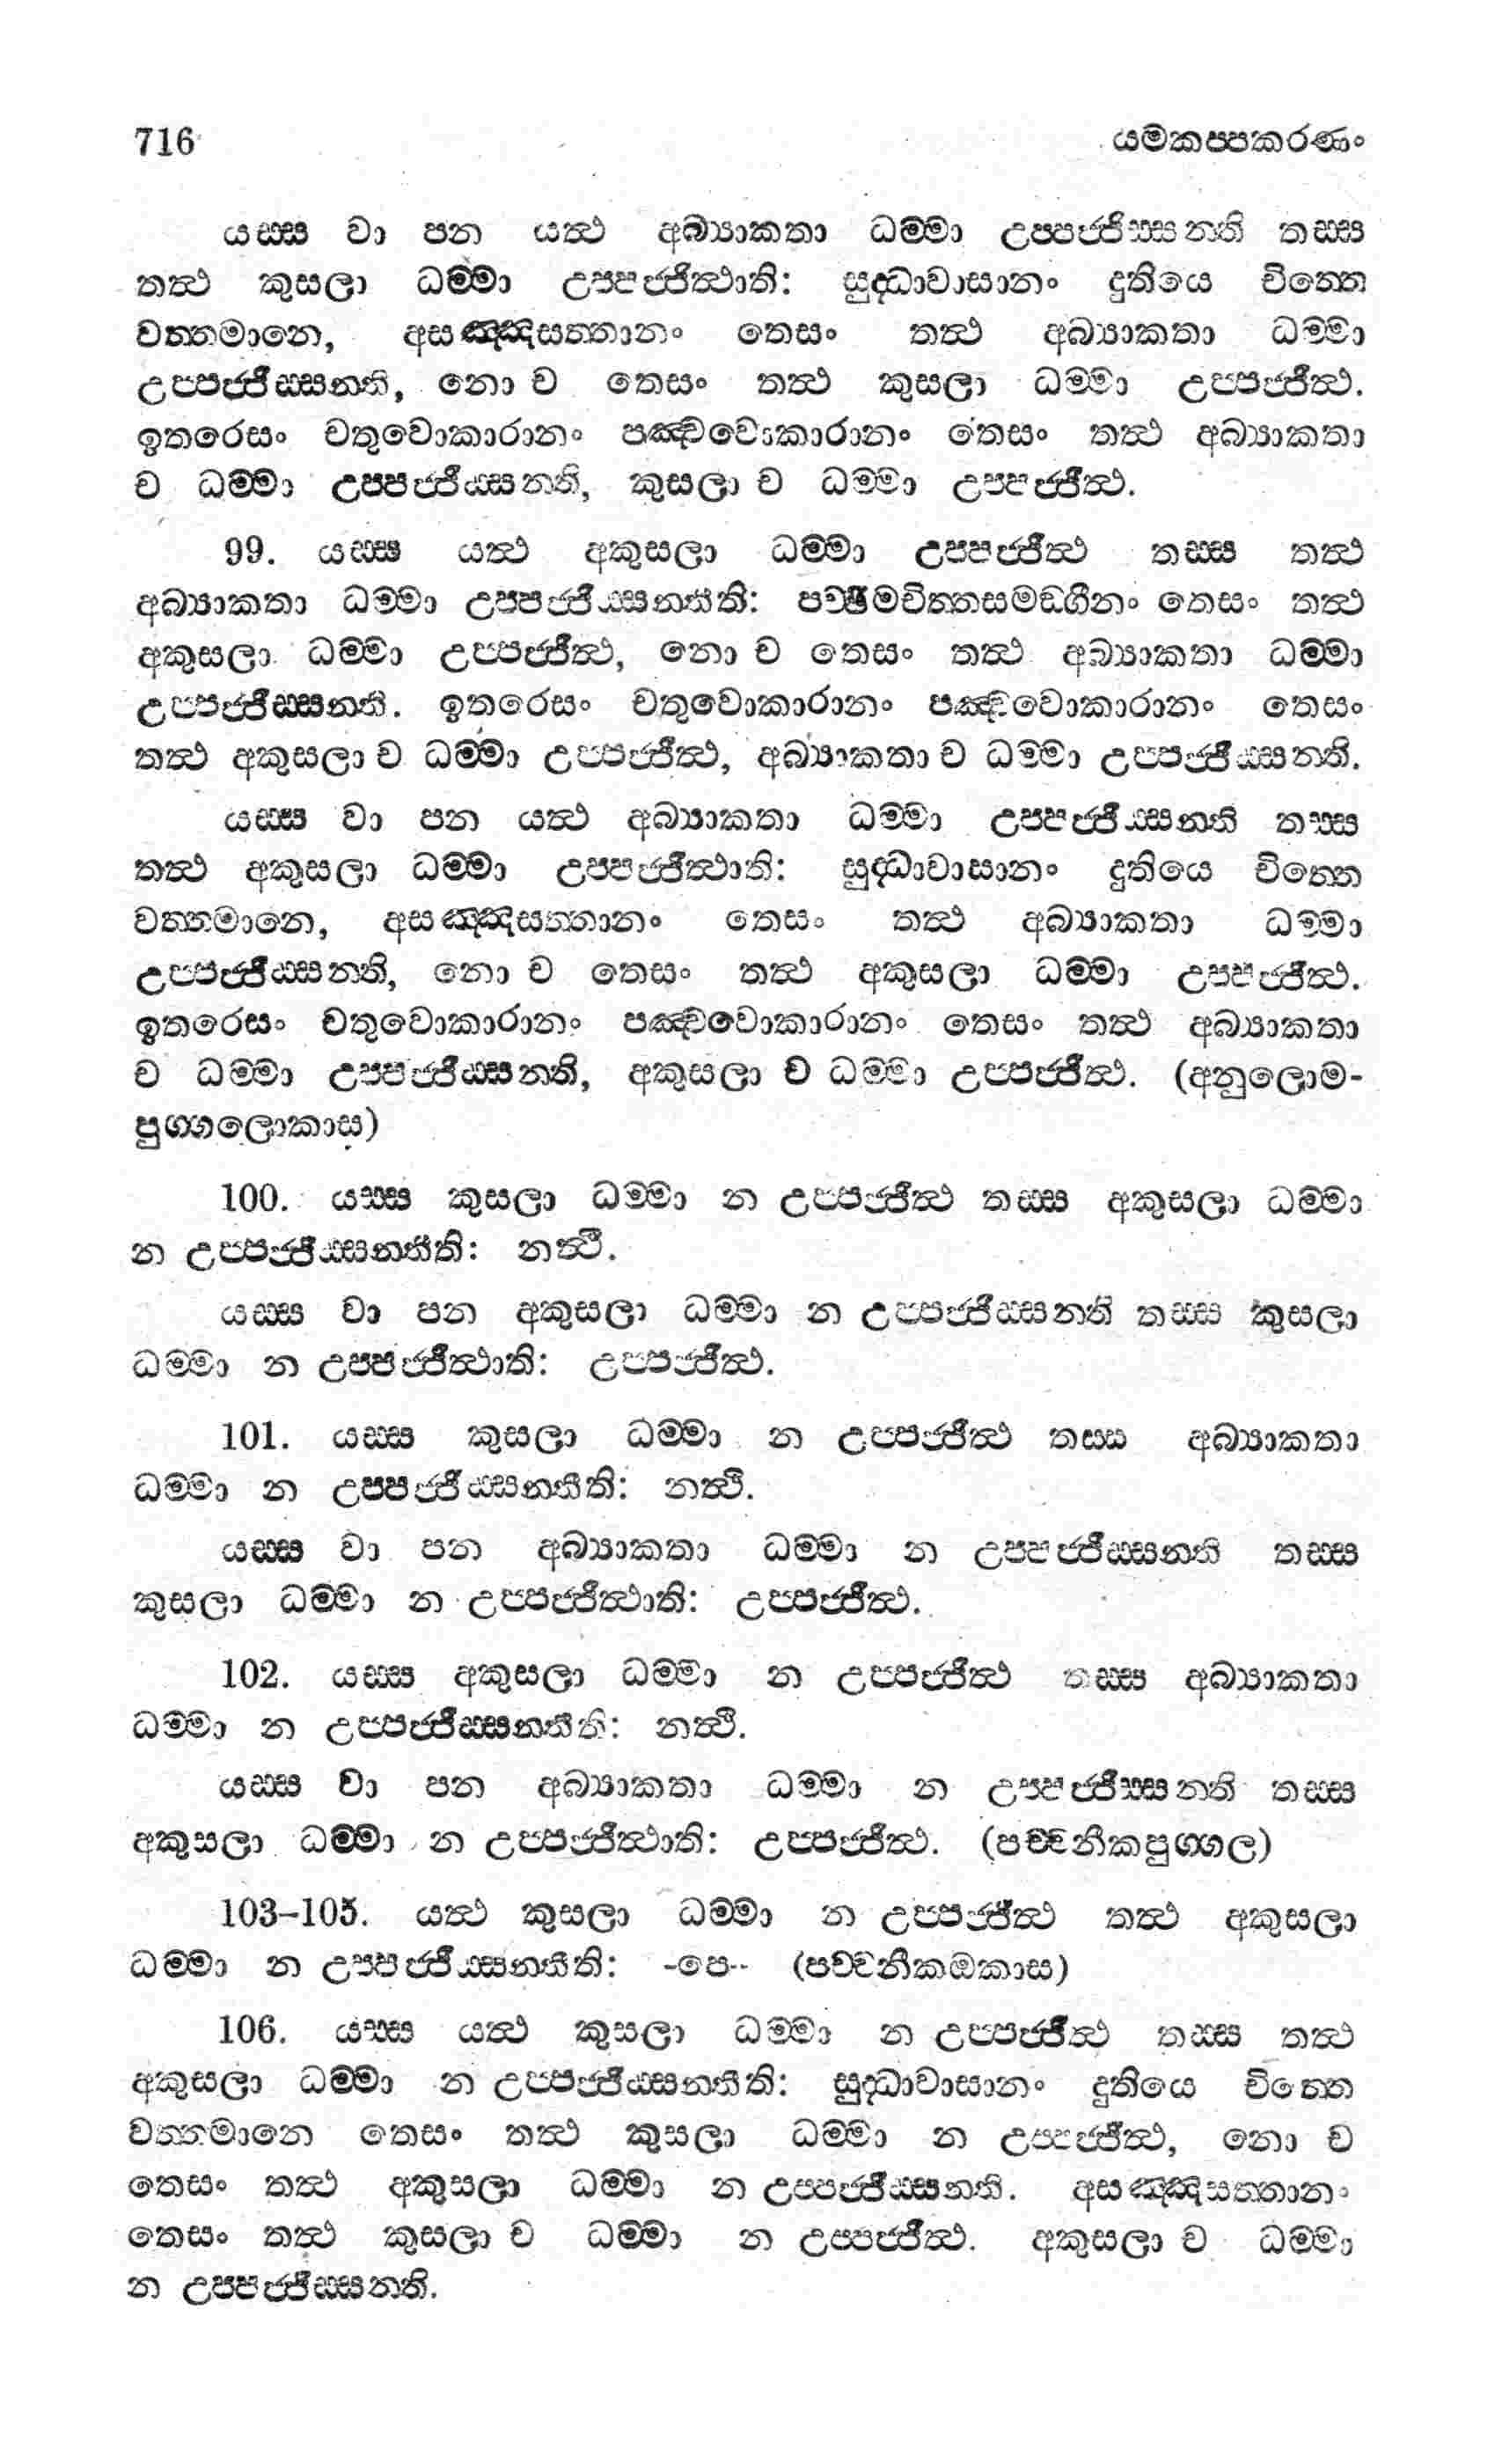 716 යමකප්පකරණං
යස්ස වා පන යත්ථ අබ්‍යාකතා ධම්මා උප්පජ්ජිස්සන්ති තස්ස
තත්ථ කුසලා ධම්මා උප්පජ්ජිත්ථාති: සුද්ධාවාසානං දුතියෙ චිත්තෙ
වත්තමානෙ, අසඤ්ඤසත්තානං තෙසං තත්ථ අබ්‍යාකතා ධම්මා
උප්පජ්ජිස්සන්ති, නො ච තෙසං තත්ථ කුසලා ධම්මා උප්පජ්ජිත්ථ.
ඉතරෙසං චතුවොකාරානං පඤ්චවොකාරානං තෙසං තත්ථ අබ්‍යාකතා
ච ධම්මා උප්පජ්ජිස්සන්ති, කුසලා ච ධම්මා උප්පජ්ජිත්ථ.
99. යස්ස යත්ථ අකුසලා ධම්මා උප්පජ්ජිත්ථ තස්ස තත්ථ
අබ්‍යාකතා ධම්මා උප්පජ්ජිස්සන්තීති: පච්ඡිමචිත්තසමඞ්ගීනං තෙසං තත්ථ
අකුසලා ධම්මා උප්පජ්ජිත්ථ, නො ච තෙසං තත්ථ අබ්‍යාකතා ධම්මා
උප්පජ්ජිස්සන්ති. ඉතරෙසං චතුවොකාරානං පඤ්චවොකාරානං තෙසං
තත්ථ අකුසලා ච ධම්මා උප්පජ්ජිත්ථ, අබ්‍යාකතා ච ධම්මා උප්පජ්ජිස්සන්ති.
යස්ස වා පන යත්ථ අබ්‍යාකතා ධම්මා උප්පජ්ජිස්සන්ති තස්ස
තත්ථ අකුසලා ධම්මා උප්පජ්ජිත්ථාති: සුද්ධාවාසානං දුතියෙ චිත්තෙ
වත්තමානෙ, අසඤ්ඤසත්තානං තෙසං තත්ථ අබ්‍යාකතා ධම්මා
උප්පජ්ජිස්සන්ති, නො ච තෙසං තත්ථ අකුසලා ධම්මා උප්පජ්ජිත්ථ.
ඉතරෙසං චතුවොකාරානං පඤ්චවොකාරානං තෙසං තත්ථ අබ්‍යාකතා
ච ධම්මා උප්පජ්ජිස්සන්ති, අකුසලා ච ධම්මා උප්පජ්ජිත්ථ. (අනුලොම-
පුග්ගලොකාස)
100. යස්ස කුසලා ධම්මා න උප්පජ්ජිත්ථ තස්ස අකුසලා ධම්මා
න උප්පජ්ජිස්සන්තීති: නත්ථි.
යස්ස වා පන අකුසලා ධම්මා න උප්පජ්ජිස්සන්ති තස්ස කුසලා
ධම්මා න උප්පජ්ජිත්ථාති: උප්පජ්ජිත්ථ.
101. යස්ස කුසලා ධම්මා න උප්පජ්ජිත්ථ තස්ස අබ්‍යාකතා
ධම්මා න උප්පජ්ජිස්සන්තීති: නත්ථි.
යස්ස වා පන අබ්‍යාකතා ධම්මා න උප්පජ්ජිස්සන්ති තස්ස
කුසලා ධම්මා න උප්පජ්ජිත්ථාති: උප්පජ්ජිත්ථ.
102. යස්ස අකුසලා ධම්මා න උප්පජ්ජිත්ථ තස්ස අබ්‍යාකතා
ධම්මා න උප්පජ්ජිස්සන්තීති: නත්ථි.
යස්ස වා පන අබ්‍යාකතා ධම්මා න උප්පජ්ජිස්සන්ති තස්ස
අකුසලා ධම්මා න උප්පජ්ජිත්ථාති: උප්පජ්ජිත්ථ. (පච්චනීකපුග්ගල)
103-105. යත්ථ කුසලා ධම්මා න උප්පජ්ජිත්ථ තත්ථ අකුසලා
ධම්මා න උප්පජ්ජිස්සන්තීති: -පෙ- (පච්චනීකඔකාස)
106. යස්ස යත්ථ කුසලා ධම්මා න උප්පජ්ජිත්ථ තස්ස තත්ථ
අකුසලා ධම්මා න උප්පජ්ජිස්සන්තීති: සුද්ධාවාසානං දුතියෙ චිත්තෙ
වත්තමානෙ තෙසං තත්ථ කුසලා ධම්මා න උප්පජ්ජිත්ථ, නො ච
තෙසං තත්ථ අකුසලා ධම්මා න උප්පජ්ජිස්සන්ති. අසඤ්ඤසත්තානං
තෙසං තත්ථ කුසලා ච ධම්මා න උප්පජ්ජිත්ථ. අකුසලා ච ධම්මා
න උප්පජ්ජිස්සන්ති.